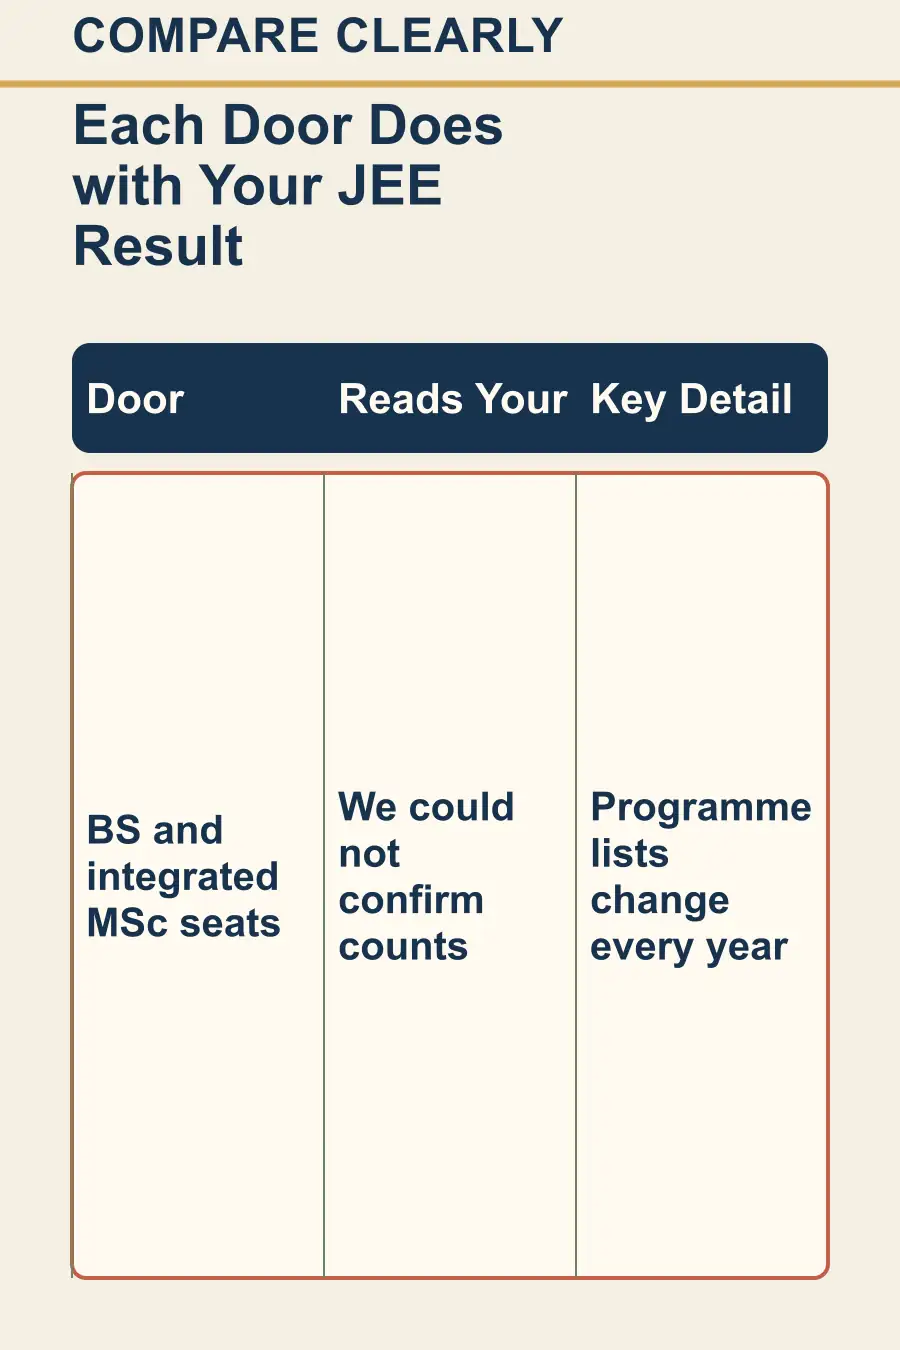 COMPARE CLEARLY
Each Door Does
with Your JEE
Result
Door
Reads Your
Key Detail
BS and
integrated
MSc seats
We could
not
confirm
counts
Programme
lists
change
every year